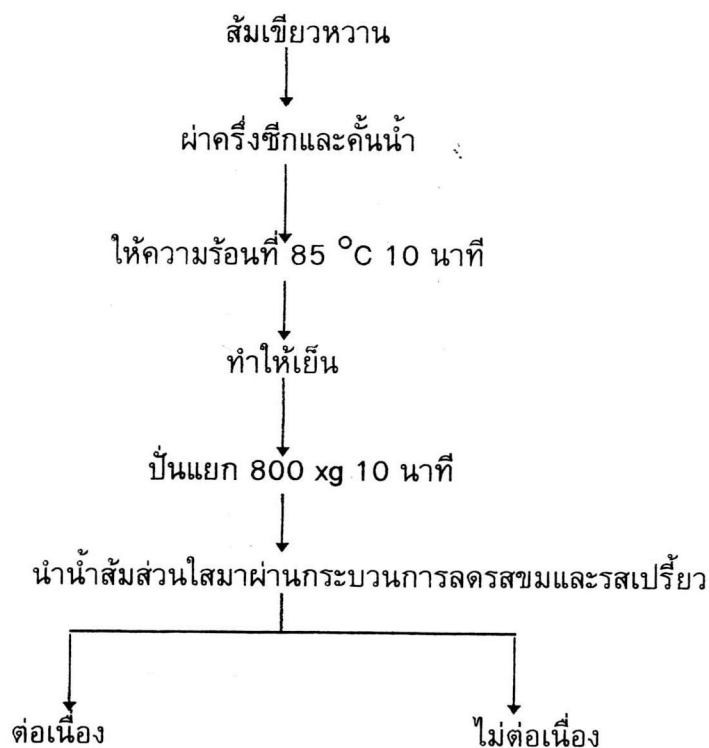 ส้มเขียวหวาน
ผ่าครึ่งซีกและคั้นน้ำ
ให้ความร้อนที่ 85 °C 10 นาที
ทำให้เย็น
ปั่นแยก 800 xg 10 นาที
นำน้ำส้มส่วนใสมาผ่านกระบวนการลดรสขมและรสเปรี้ยว
ต่อเนื่อง
ไม่ต่อเนื่อง